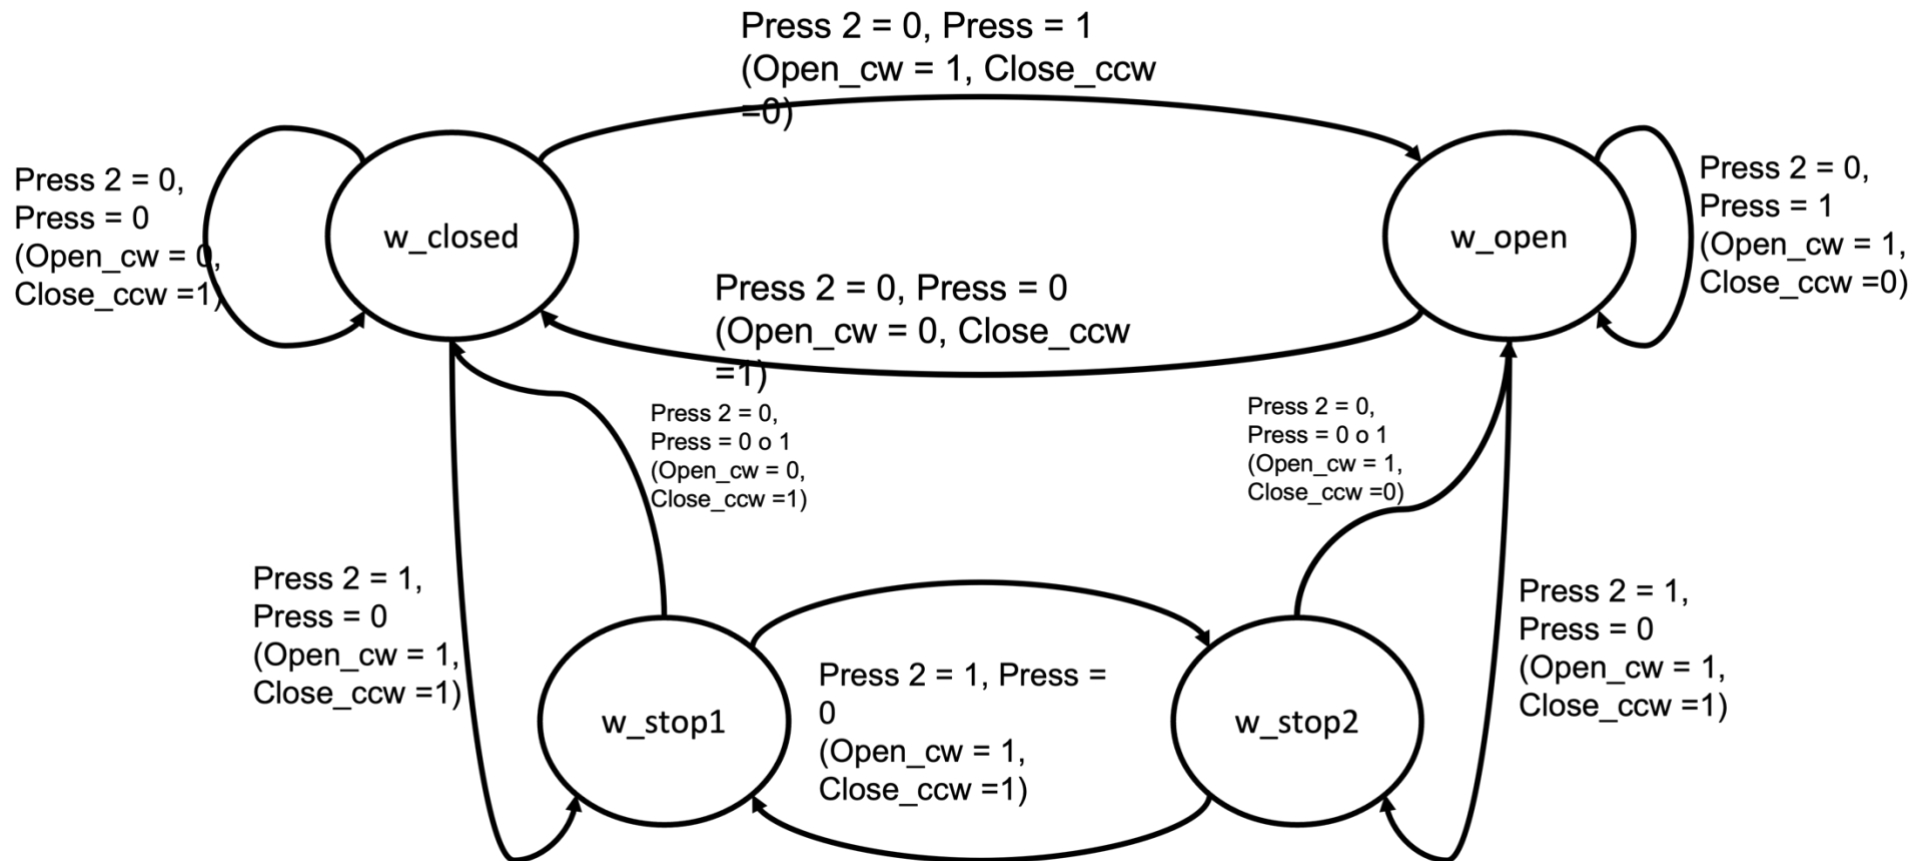 Press 2 = 0, Press = 1
(Open_cw = 1, Close_ccw
=0)
Press 2 = 0,
Press = 0
(Open_cw = 0,
Close_ccw =1)
w_closed
w_open
Press 2 = 0,
Press = 1
(Open_cw = 1,
Close_ccw =0)
Press 2 = 0, Press = 0
(Open_cw = 0, Close_ccw
=1)
Press 2 = 0,
Press = 0 o 1
(Open_cw = 0,
Close_ccw =1)
Press 2 = 0,
Press = 0 o 1
(Open_cw = 1,
Close_ccw =0)
Press 2 = 1,
Press = 0
(Open_cw = 1,
Close_ccw =1)
w_stop1
Press 2 = 1, Press =
0
(Open_cw = 1,
Close_ccw =1)
w_stop2
Press 2 = 1,
Press = 0
(Open_cw = 1,
Close_ccw =1)